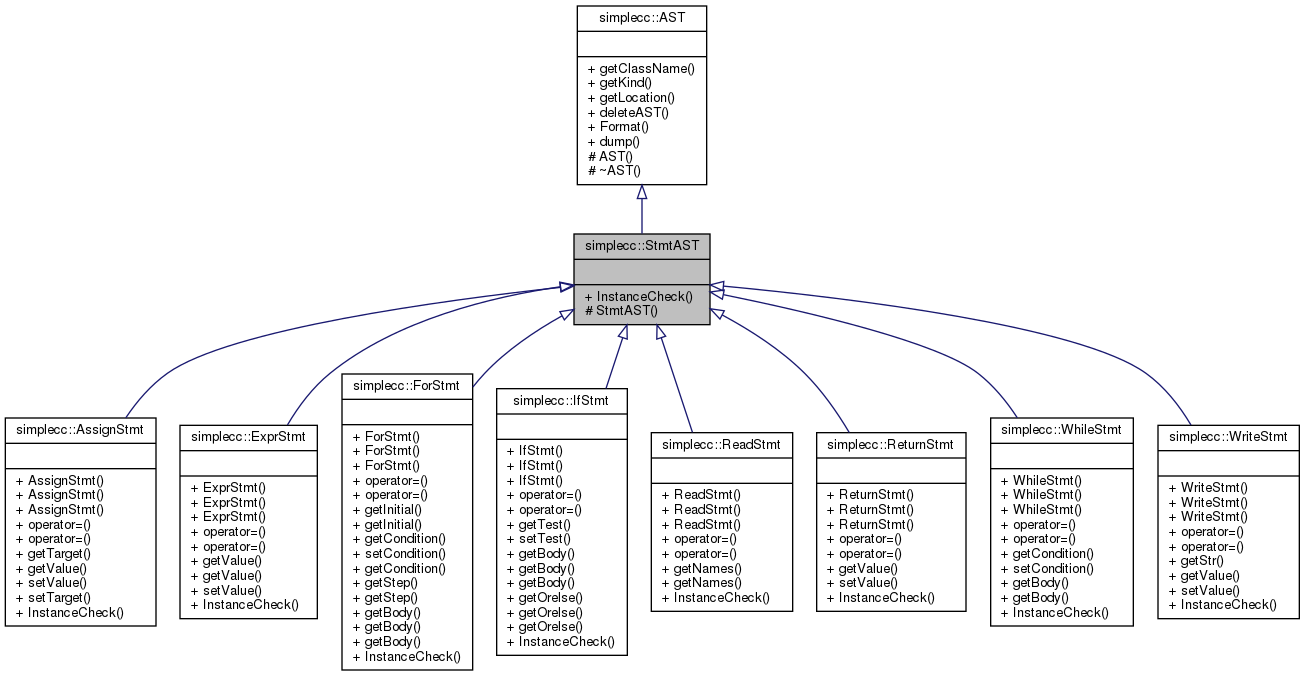 simplecc::AST
+ getClassName()
+ getKind()
+ getLocation()
+ deleteAST()
+ Format()
+ dump()
# AST()
# ~AST()
simplecc::StmtAST
+ InstanceCheck()
# StmtAST()
simplecc::AssignStmt
+ AssignStmt()
+ AssignStmt()
+ AssignStmt()
+ operator=()
+ operator=()
+ getTarget()
+ getValue()
+ setValue()
+ setTarget()
+ InstanceCheck()
simplecc::ExprStmt
+ ExprStmt()
+ ExprStmt()
+ ExprStmt()
+ operator=()
+ operator=()
+ getValue()
+ getValue()
+ setValue()
+ InstanceCheck()
simplecc::ForStmt
+ ForStmt()
+ ForStmt()
+ ForStmt()
+ operator=()
+ operator=()
+ getInitial()
+ getInitial()
+ getCondition()
+ setCondition()
+ getCondition()
+ getStep()
+ getStep()
+ getBody()
+ getBody()
+ getBody()
+ InstanceCheck()
simplecc::IfStmt
+ IfStmt()
+ IfStmt()
+ IfStmt()
+ operator=()
+ operator=()
+ getTest()
+ setTest()
+ getBody()
+ getBody()
+ getBody()
+ getOrelse()
+ getOrelse()
+ getOrelse()
+ InstanceCheck()
simplecc::ReadStmt
+ ReadStmt()
+ ReadStmt()
+ ReadStmt()
+ operator=()
+ operator=()
+ getNames()
+ getNames()
+ InstanceCheck()
simplecc::ReturnStmt
+ ReturnStmt()
+ ReturnStmt()
+ ReturnStmt()
+ operator=()
+ operator=()
+ getValue()
+ setValue()
+ InstanceCheck()
simplecc::WhileStmt
+ WhileStmt()
+ WhileStmt()
+ WhileStmt()
+ operator=()
+ operator=()
+ getCondition()
+ setCondition()
+ getBody()
+ getBody()
+ InstanceCheck()
simplecc::WriteStmt
+ WriteStmt()
+ WriteStmt()
+ WriteStmt()
+ operator=()
+ operator=()
+ getStr()
+ getValue()
+ setValue()
+ InstanceCheck()